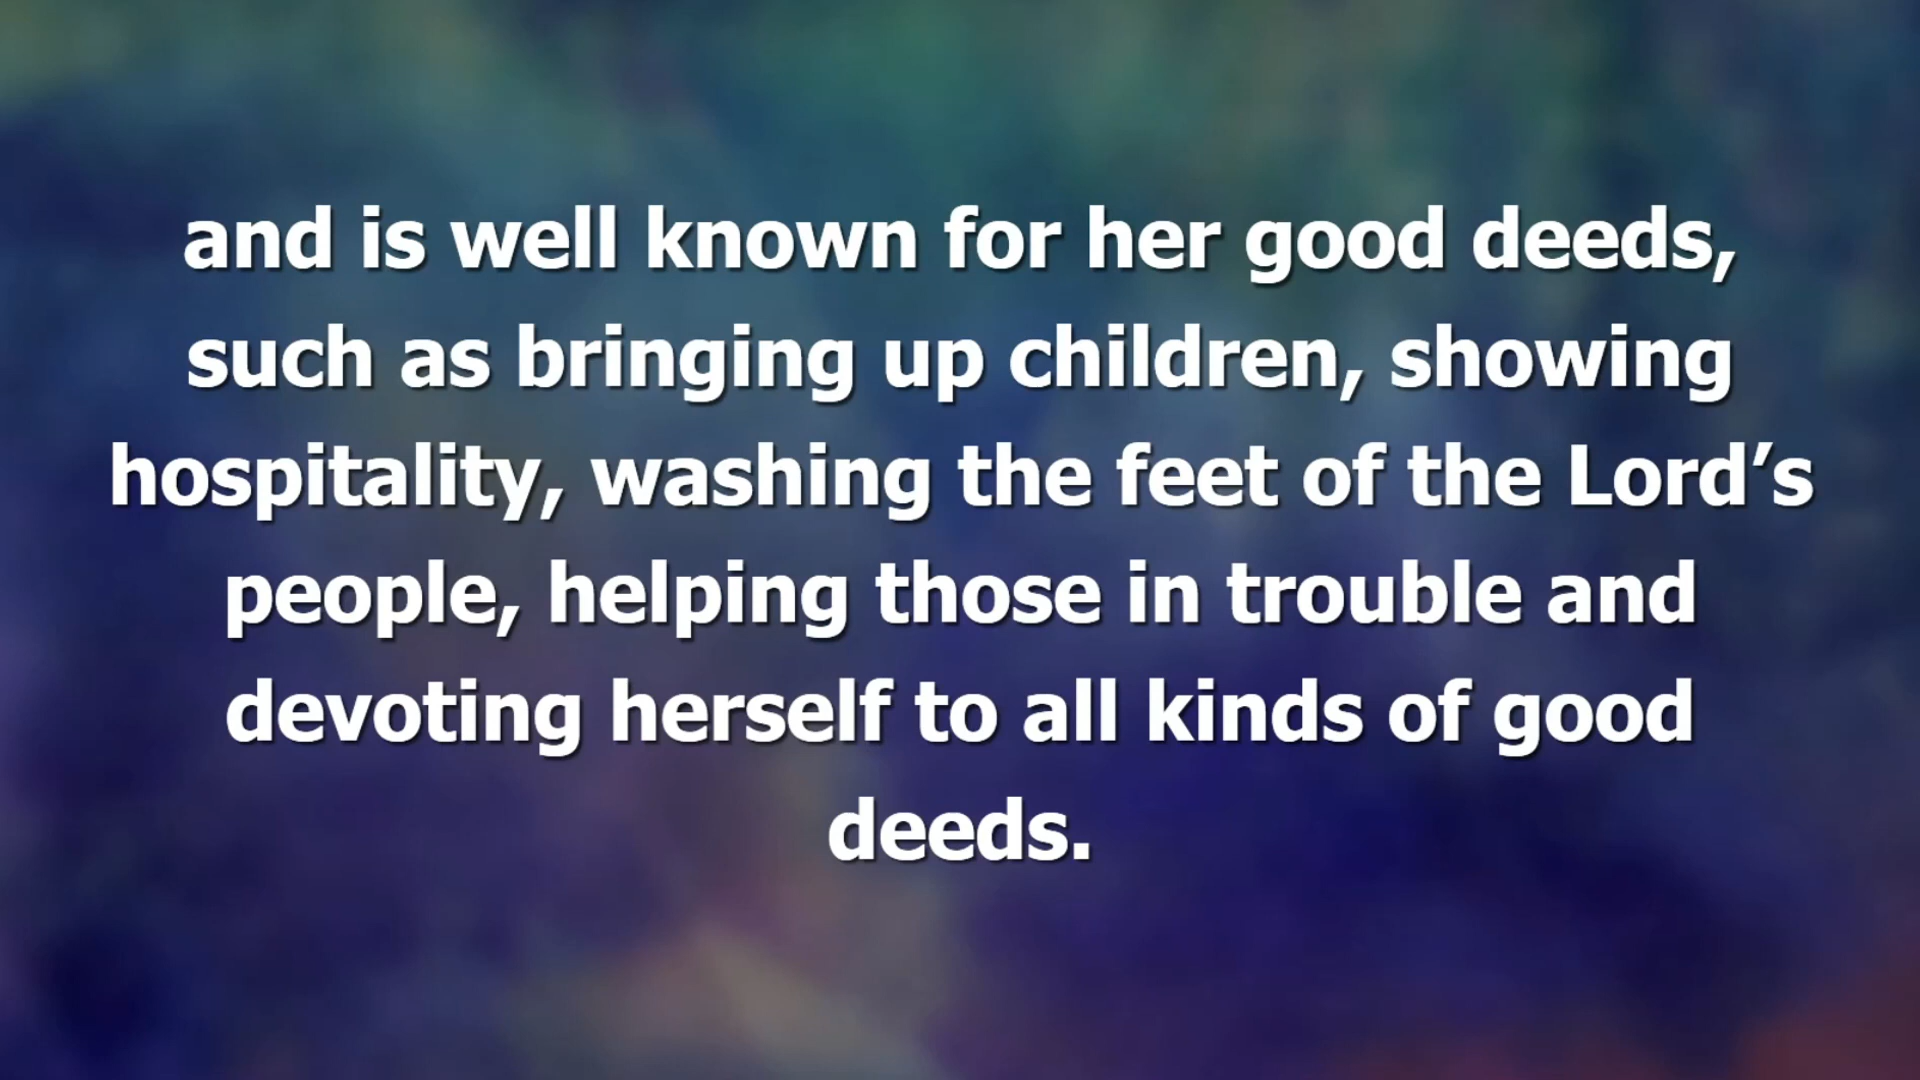 and is well known for her good deeds,
such as bringing up children, showing
hospitality, washing the feet of the Lord’s
people, helping those in trouble and
devoting herself to all kinds of good
deeds.